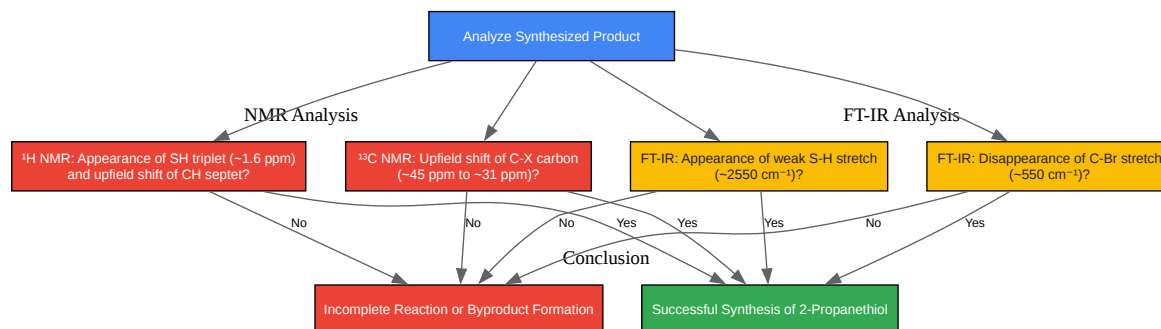 Analyze Synthesized Product
NMR Analysis
FT-IR Analysis
¹H NMR: Appearance of SH triplet (~1.6 ppm)
and upfield shift of CH septet?
¹³C NMR: Upfield shift of C-X carbon
(~45 ppm to ~31 ppm)?
FT-IR: Appearance of weak S-H stretch
(~2550 cm⁻¹)?
FT-IR: Disappearance of C-Br stretch
(~550 cm⁻¹)?
No
No
No
Yes
Yes
Yes
No
Yes
Conclusion
Incomplete Reaction or Byproduct Formation
Successful Synthesis of 2-Propanethiol